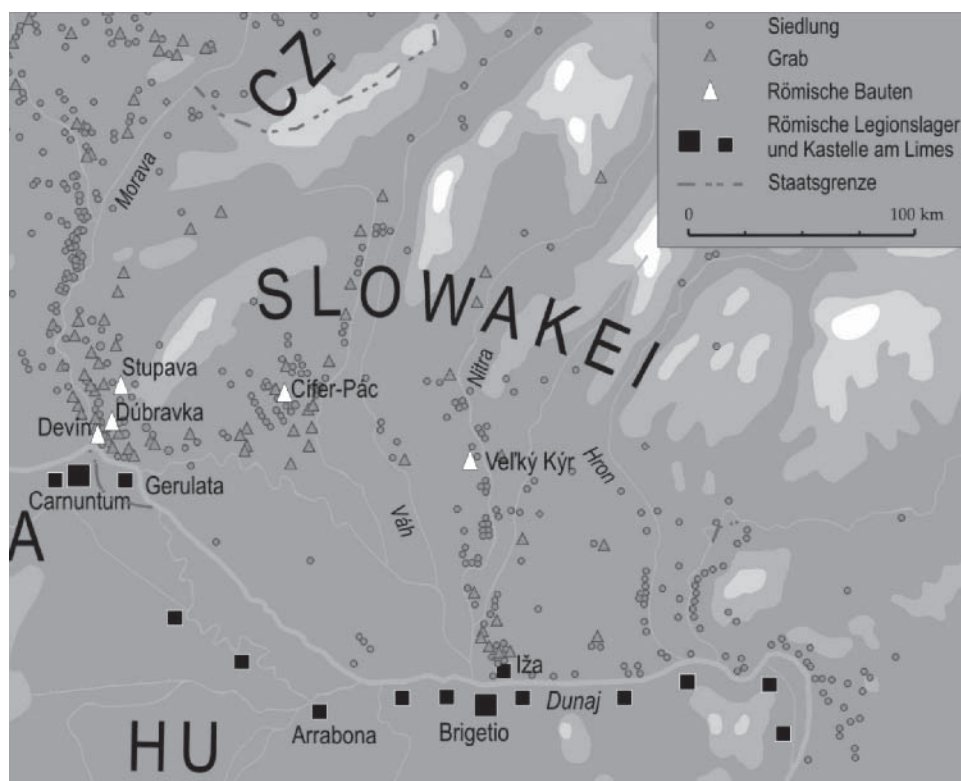 Siedlung
Grab
Römische Bauten
Römische Legionslager
und Kastelle am Limes
Staatsgrenze
0 100 km
CZ
Morava
SLOWAKEI
Stupava
Dúbravka
Devín
Cífer-Pác
Nitra
Veľký Kýr
Hron
Váh
Carnuntum
Gerulata
A
Iža
Dunaj
Arrabona
Brigetio
HU